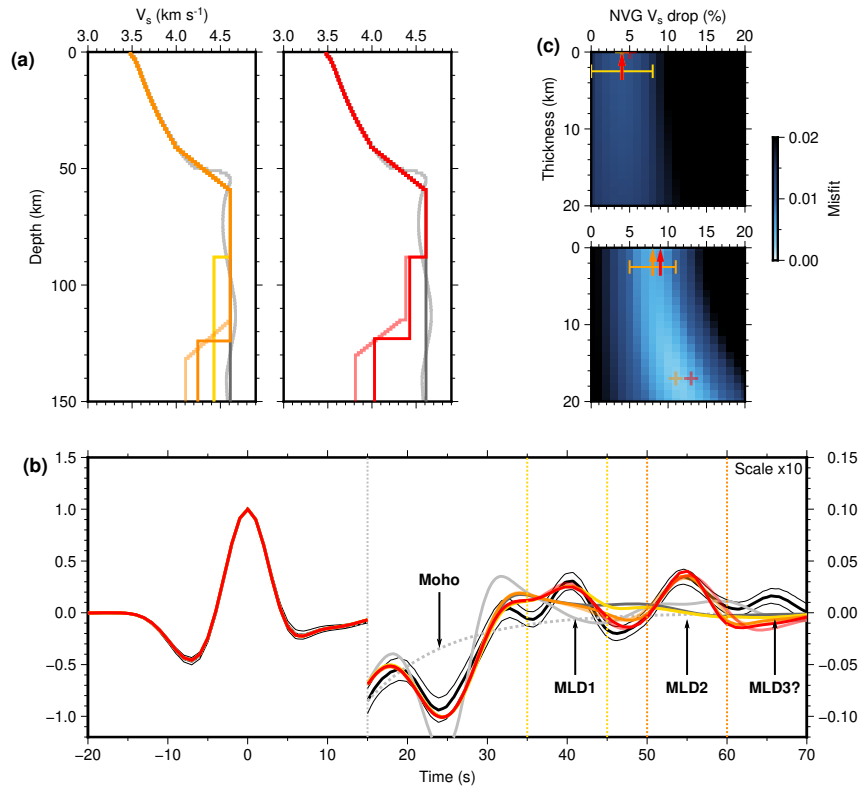 Vs (km s-1)
3.0 3.5 4.0 4.5
3.0 3.5 4.0 4.5
(a)
0
50
100
150
Depth (km)
NVG Vs drop (%)
(c)
0 5 10 15 20
0
10
20
Thickness (km)
0 5 10 15 20
0
10
20
0.02
0.01
0.00
Misfit
(b)
1.5
1.0
0.5
0.0
−0.5
−1.0
0.15
0.10
0.05
0.00
−0.05
−0.10
Scale x10
Moho
MLD1
MLD2
MLD3?
−20 −10 0 10 20 30 40 50 60 70
Time (s)